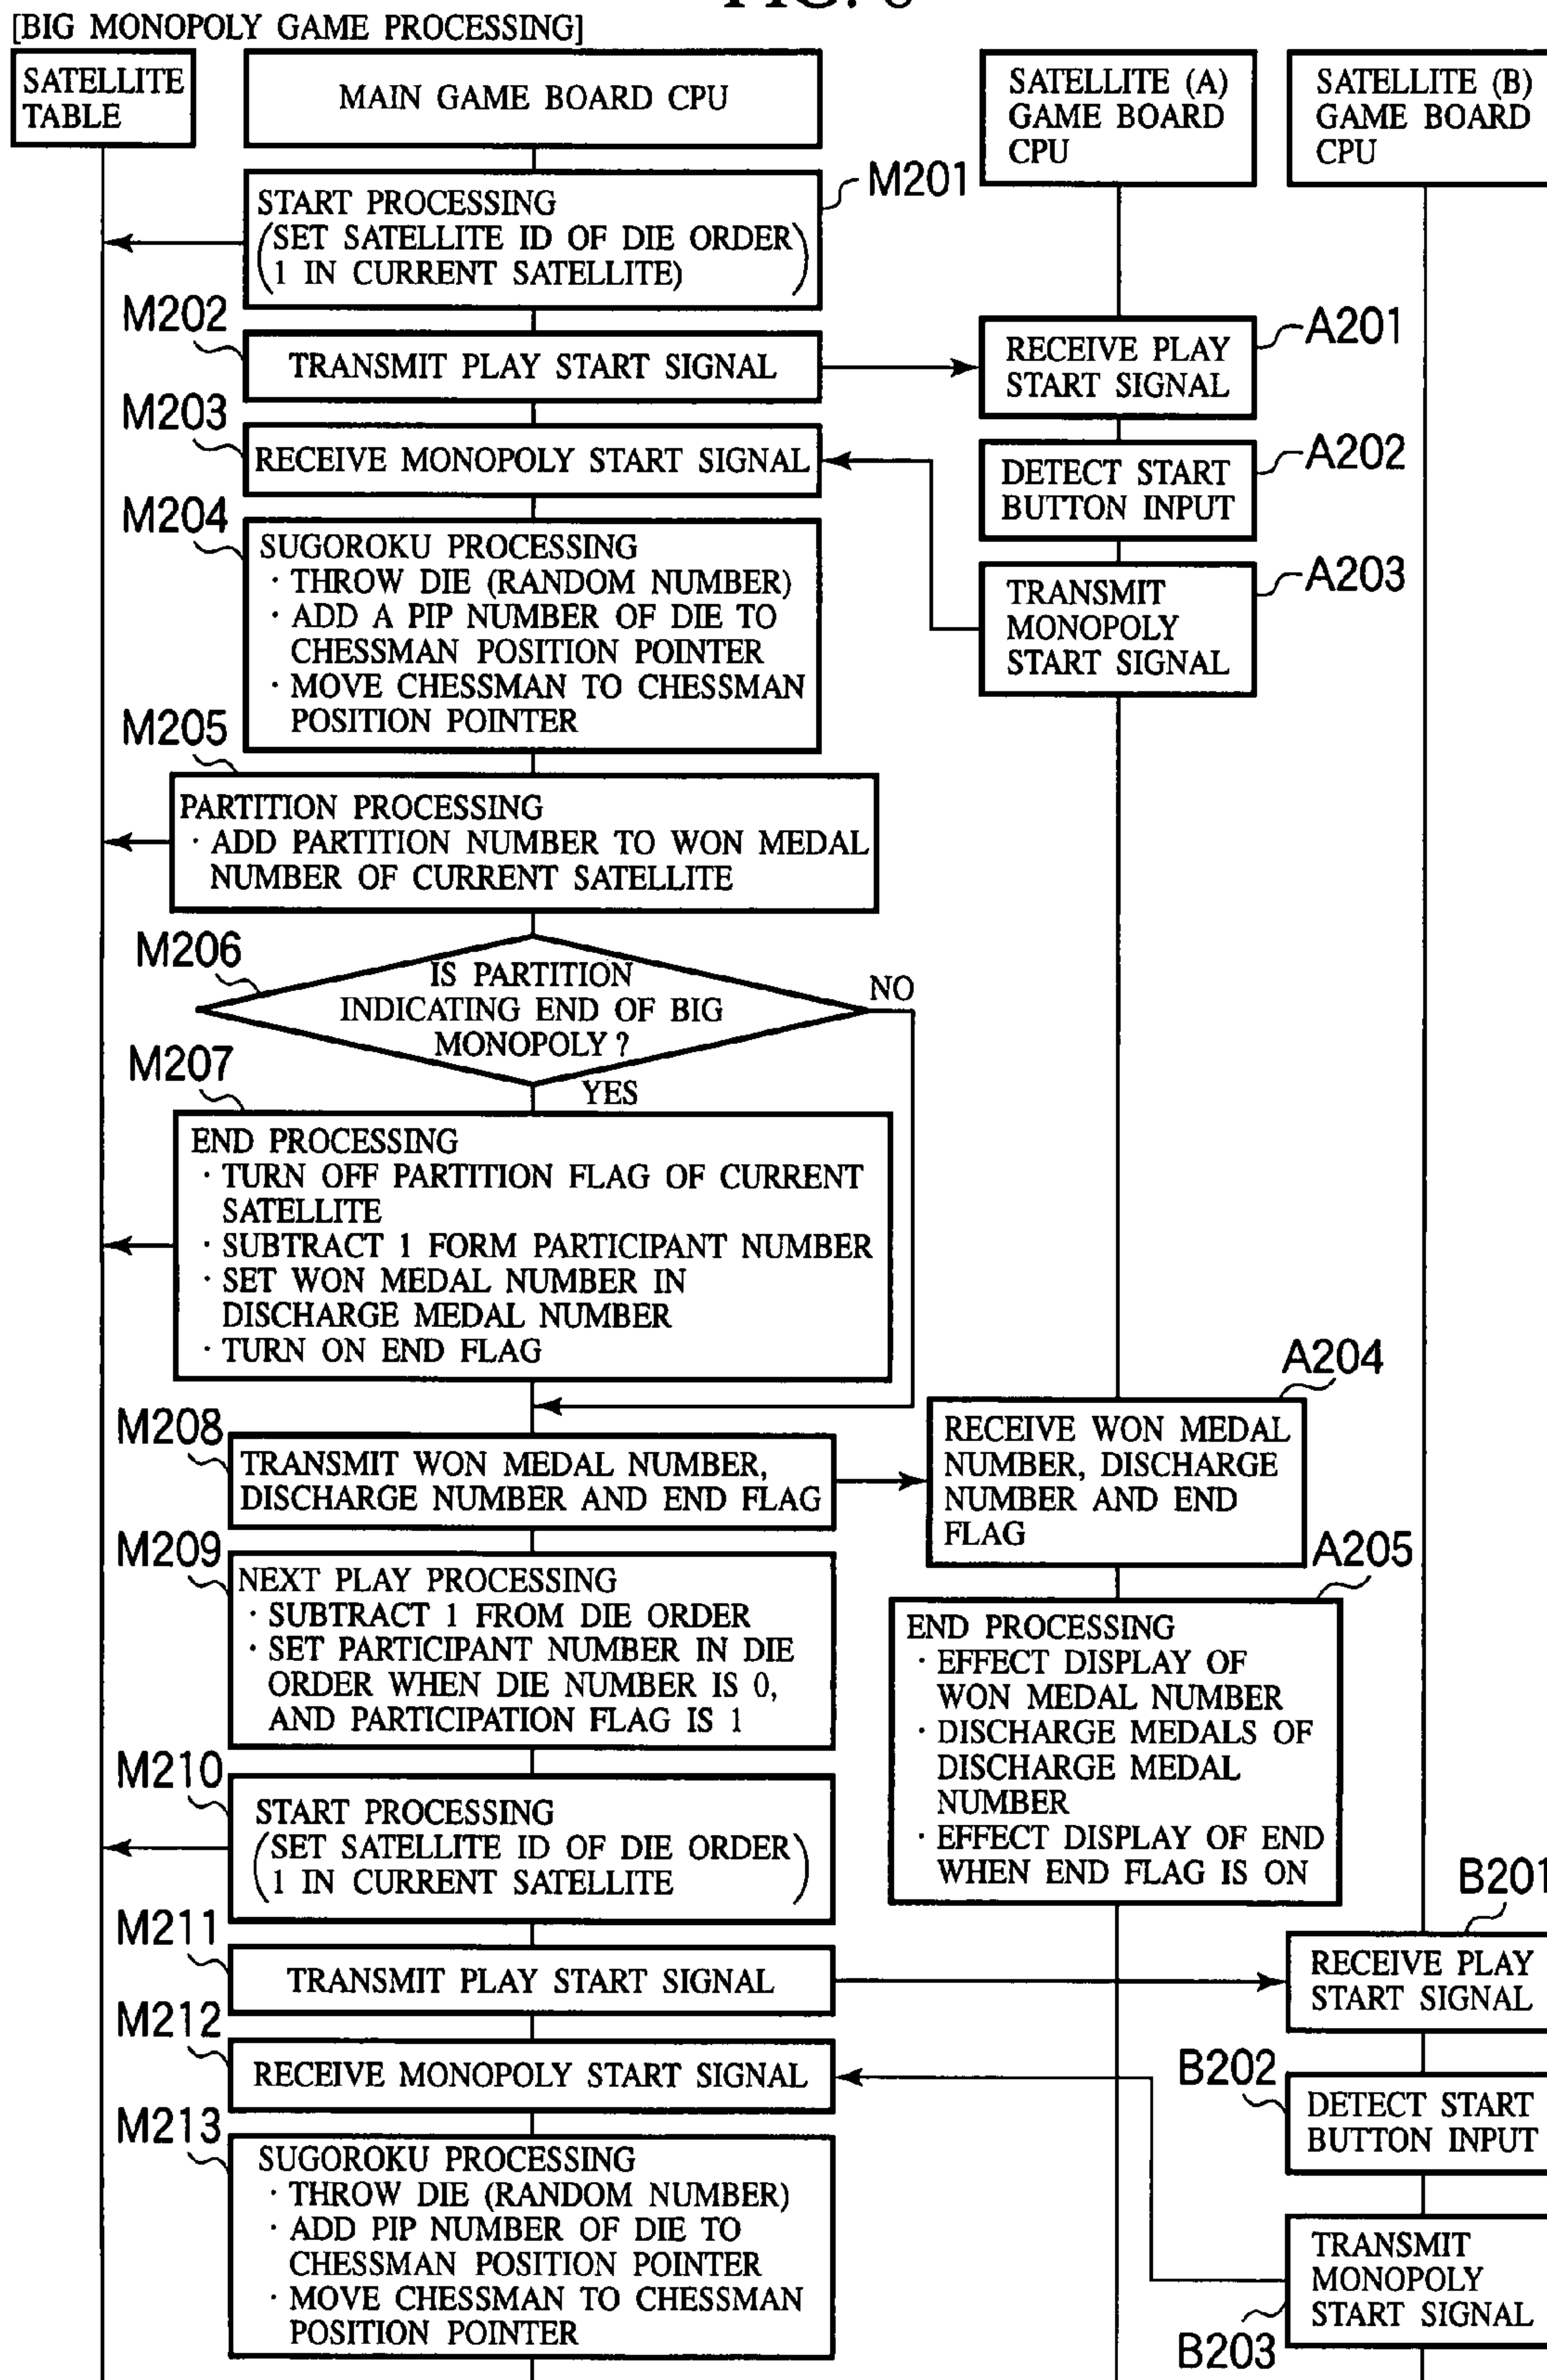 FIG.
[BIG MONOPOLY GAME PROCESSING]
SATELLITE
TABLE
MAIN GAME BOARD CPU
SATELLITE (A)
GAME BOARD
CPU
SATELLITE (B)
GAME BOARD
CPU
M201
START PROCESSING
(SET SATELLITE ID OF DIE ORDER)
1 IN CURRENT SATELLITE)
M202
TRANSMIT PLAY START SIGNAL
A201
RECEIVE PLAY
START SIGNAL
M203
RECEIVE MONOPOLY START SIGNAL
A202
DETECT START
BUTTON INPUT
M204
SUGOROKU PROCESSING
· THROW DIE (RANDOM NUMBER)
· ADD A PIP NUMBER OF DIE TO
CHESSMAN POSITION POINTER
· MOVE CHESSMAN TO CHESSMAN
POSITION POINTER
A203
TRANSMIT
MONOPOLY
START SIGNAL
M205
PARTITION PROCESSING
· ADD PARTITION NUMBER TO WON MEDAL
NUMBER OF CURRENT SATELLITE
M206
IS PARTITION
INDICATING END OF BIG
MONOPOLY ?
NO
YES
M207
END PROCESSING
· TURN OFF PARTITION FLAG OF CURRENT
SATELLITE
· SUBTRACT 1 FORM PARTICIPANT NUMBER
· SET WON MEDAL NUMBER IN
DISCHARGE MEDAL NUMBER
· TURN ON END FLAG
M208
TRANSMIT WON MEDAL NUMBER,
DISCHARGE NUMBER AND END FLAG
A204
RECEIVE WON MEDAL
NUMBER, DISCHARGE
NUMBER AND END
FLAG
M209
NEXT PLAY PROCESSING
· SUBTRACT 1 FROM DIE ORDER
· SET PARTICIPANT NUMBER IN DIE
ORDER WHEN DIE NUMBER IS 0,
AND PARTICIPATION FLAG IS 1
A205
END PROCESSING
· EFFECT DISPLAY OF
WON MEDAL NUMBER
· DISCHARGE MEDALS OF
DISCHARGE MEDAL
NUMBER
· EFFECT DISPLAY OF END
WHEN END FLAG IS ON
M210
START PROCESSING
(SET SATELLITE ID OF DIE ORDER)
1 IN CURRENT SATELLITE
M211
TRANSMIT PLAY START SIGNAL
B201
RECEIVE PLAY
START SIGNAL
M212
RECEIVE MONOPOLY START SIGNAL
B202
DETECT START
BUTTON INPUT
M213
SUGOROKU PROCESSING
· THROW DIE (RANDOM NUMBER)
· ADD PIP NUMBER OF DIE TO
CHESSMAN POSITION POINTER
· MOVE CHESSMAN TO CHESSMAN
POSITION POINTER
TRANSMIT
MONOPOLY
START SIGNAL
B203